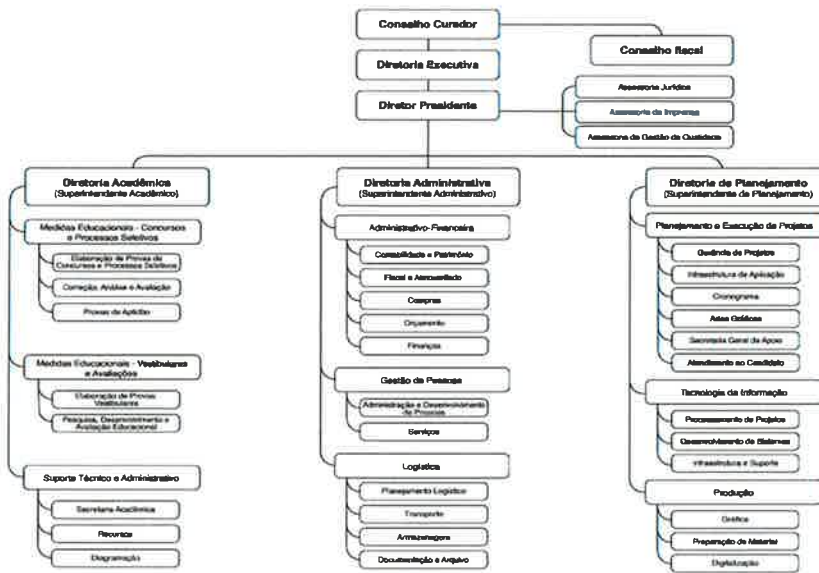 Conselho Curador
Conselho fiscal
Diretoria Executiva
Diretor Presidente
Assessoria Jurídica
Assessoria de Imprensa
Assessoria de Gestão de Qualidade
Diretoria Acadêmica
(Superintendente Acadêmico)
Medidas Educacionais - Concursos
e Processos Seletivos
Elaboração de Provas de
Concursos e Processos Seletivos
Correção, Análise e Avaliação
Provas de Aptidão
Medidas Educacionais - Vestibulares
e Avaliações
Elaboração de Provas
Vestibulares
Pesquisa, Desenvolvimento e
Avaliação Educacional
Suporte Técnico e Administrativo
Secretaria Acadêmica
Recursos
Diagramação
Diretoria Administrativa
(Superintendente Administrativo)
Administrativo-Financeira
Contabilidade e Patrimônio
Fiscal e Almoxarifado
Compras
Orçamento
Finanças
Gestão de Pessoas
Administração e Desenvolvimento
de Pessoas
Serviços
Logística
Planejamento Logístico
Transporte
Armazenagem
Documentação e Arquivo
Diretoria de Planejamento
(Superintendente de Planejamento)
Planejamento e Execução de Projetos
Gerência de Projetos
Infraestrutura de Aplicação
Cronograma
Artes Gráficas
Secretaria Geral de Apoio
Atendimento ao Candidato
Tecnologia da Informação
Processamento de Projetos
Desenvolvimento de Sistemas
Infraestrutura e Suporte
Produção
Gráfica
Preparação de Material
Digitalização